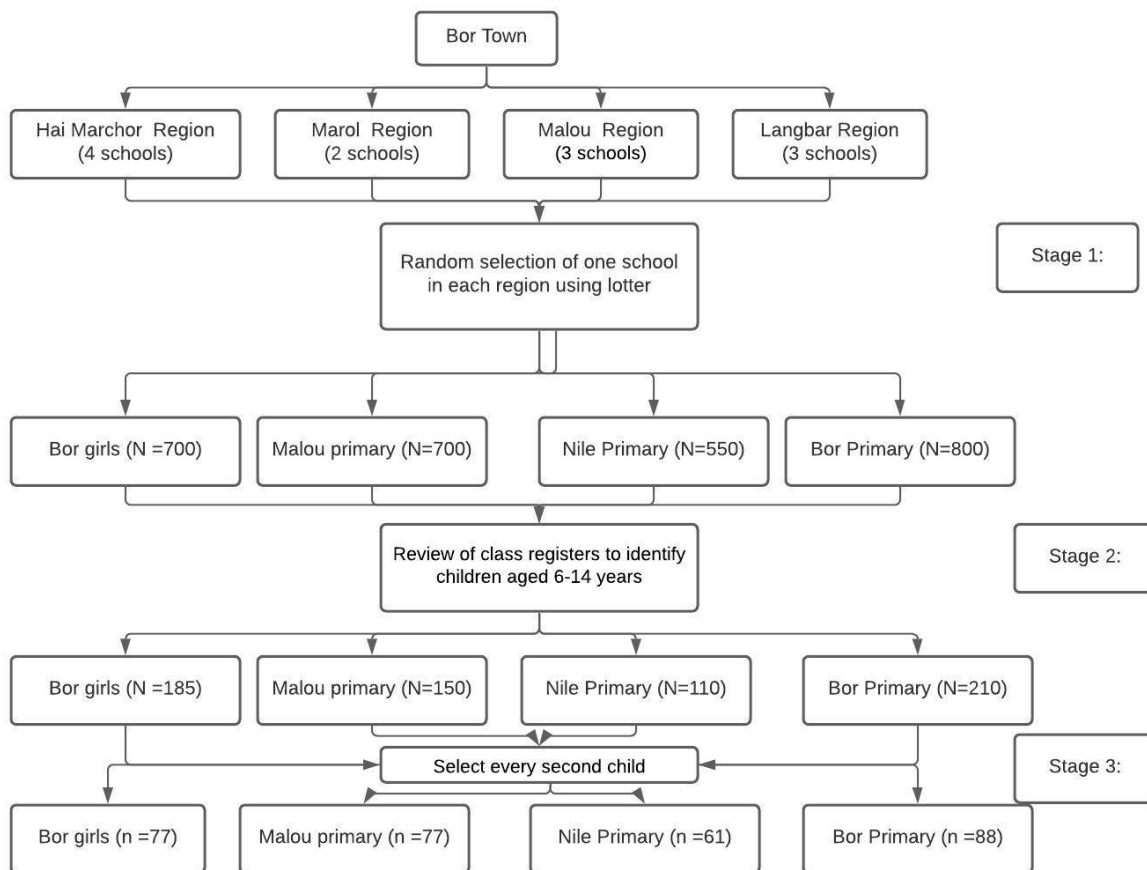 Bor Town
Hai Marchor Region
(4 schools)
Marol Region
(2 schools)
Malou Region
(3 schools)
Langbar Region
(3 schools)
Random selection of one school
in each region using lotter
Stage 1:
Bor girls (N =700)
Malou primary (N=700)
Nile Primary (N=550)
Bor Primary (N=800)
Review of class registers to identify
children aged 6-14 years
Stage 2:
Bor girls (N =185)
Malou primary (N=150)
Nile Primary (N=110)
Bor Primary (N=210)
Select every second child
Stage 3:
Bor girls (n =77)
Malou primary (n =77)
Nile Primary (n =61)
Bor Primary (n =88)